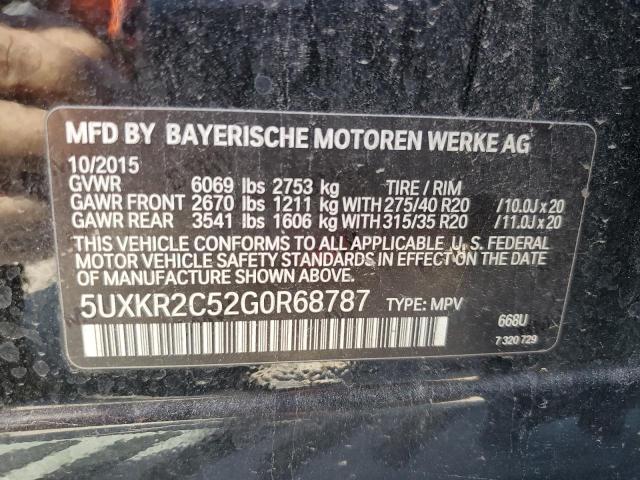 MFD BY BAYERISCHE MOTOREN WERKE AG
10/2015
GVWR 6069 lbs 2753 kg TIRE / RIM
GAWR FRONT 2670 lbs 1211 kg WITH 275/40 R20 /10.0J x 20
GAWR REAR 3541 lbs 1606 kg WITH 315/35 R20 /11.0J x 20
THIS VEHICLE CONFORMS TO ALL APPLICABLE U. S. FEDERAL
MOTOR VEHICLE SAFETY STANDARDS IN EFFECT ON THE DATE
OF MANUFACTURE SHOWN ABOVE.
5UXKR2C52G0R68787 TYPE: MPV
668U
7 320 729